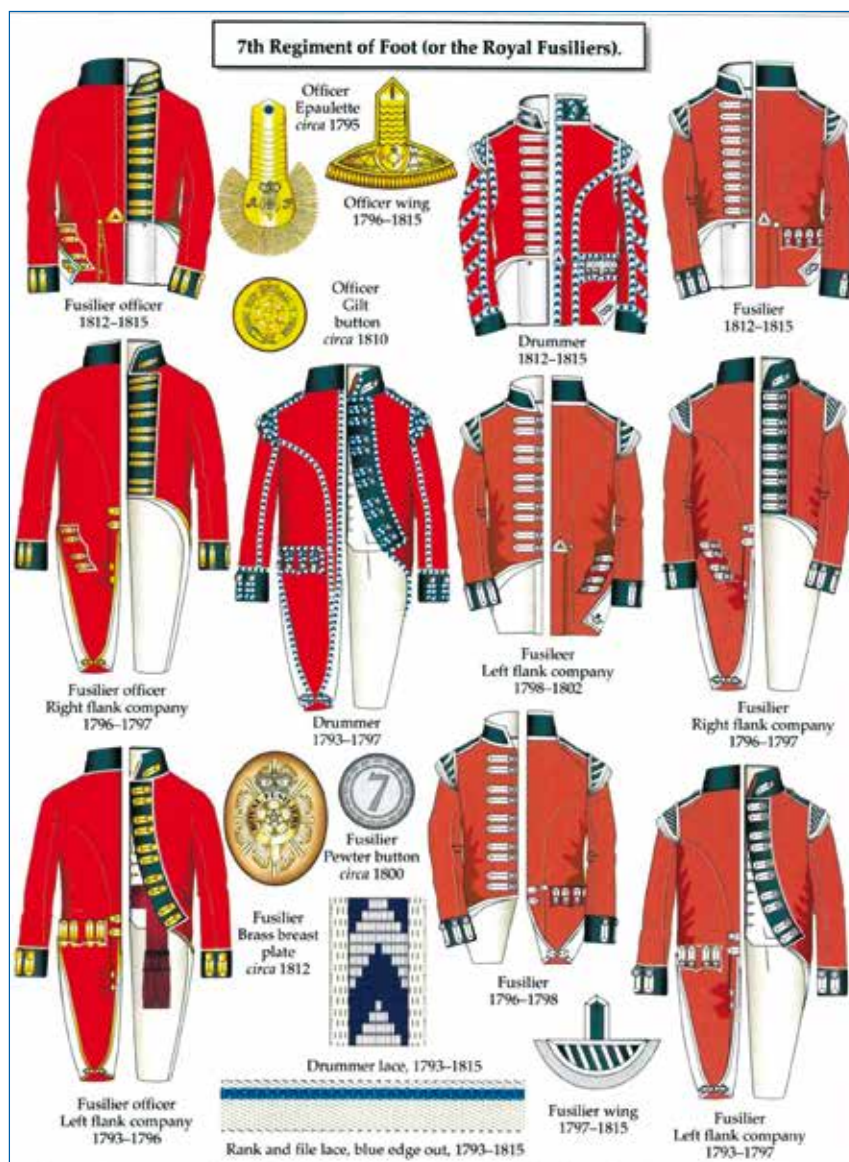 7th Regiment of Foot (or the Royal Fusiliers).
Officer
Epaulette
circa 1795
Officer wing
1796–1815
Fusilier officer
1812–1815
Officer
Gilt
button
circa 1810
Drummer
1812–1815
Fusilier
1812–1815
Fusilier officer
Right flank company
1796–1797
Drummer
1793–1797
Fusileer
Left flank company
1798–1802
Fusilier
Right flank company
1796–1797
7
Fusilier
Pewter button
circa 1800
Fusilier
Brass breast
plate
circa 1812
Fusilier
1796–1798
Drummer lace, 1793–1815
Fusilier officer
Left flank company
1793–1796
Rank and file lace, blue edge out, 1793–1815
Fusilier wing
1797–1815
Fusilier
Left flank company
1793–1797